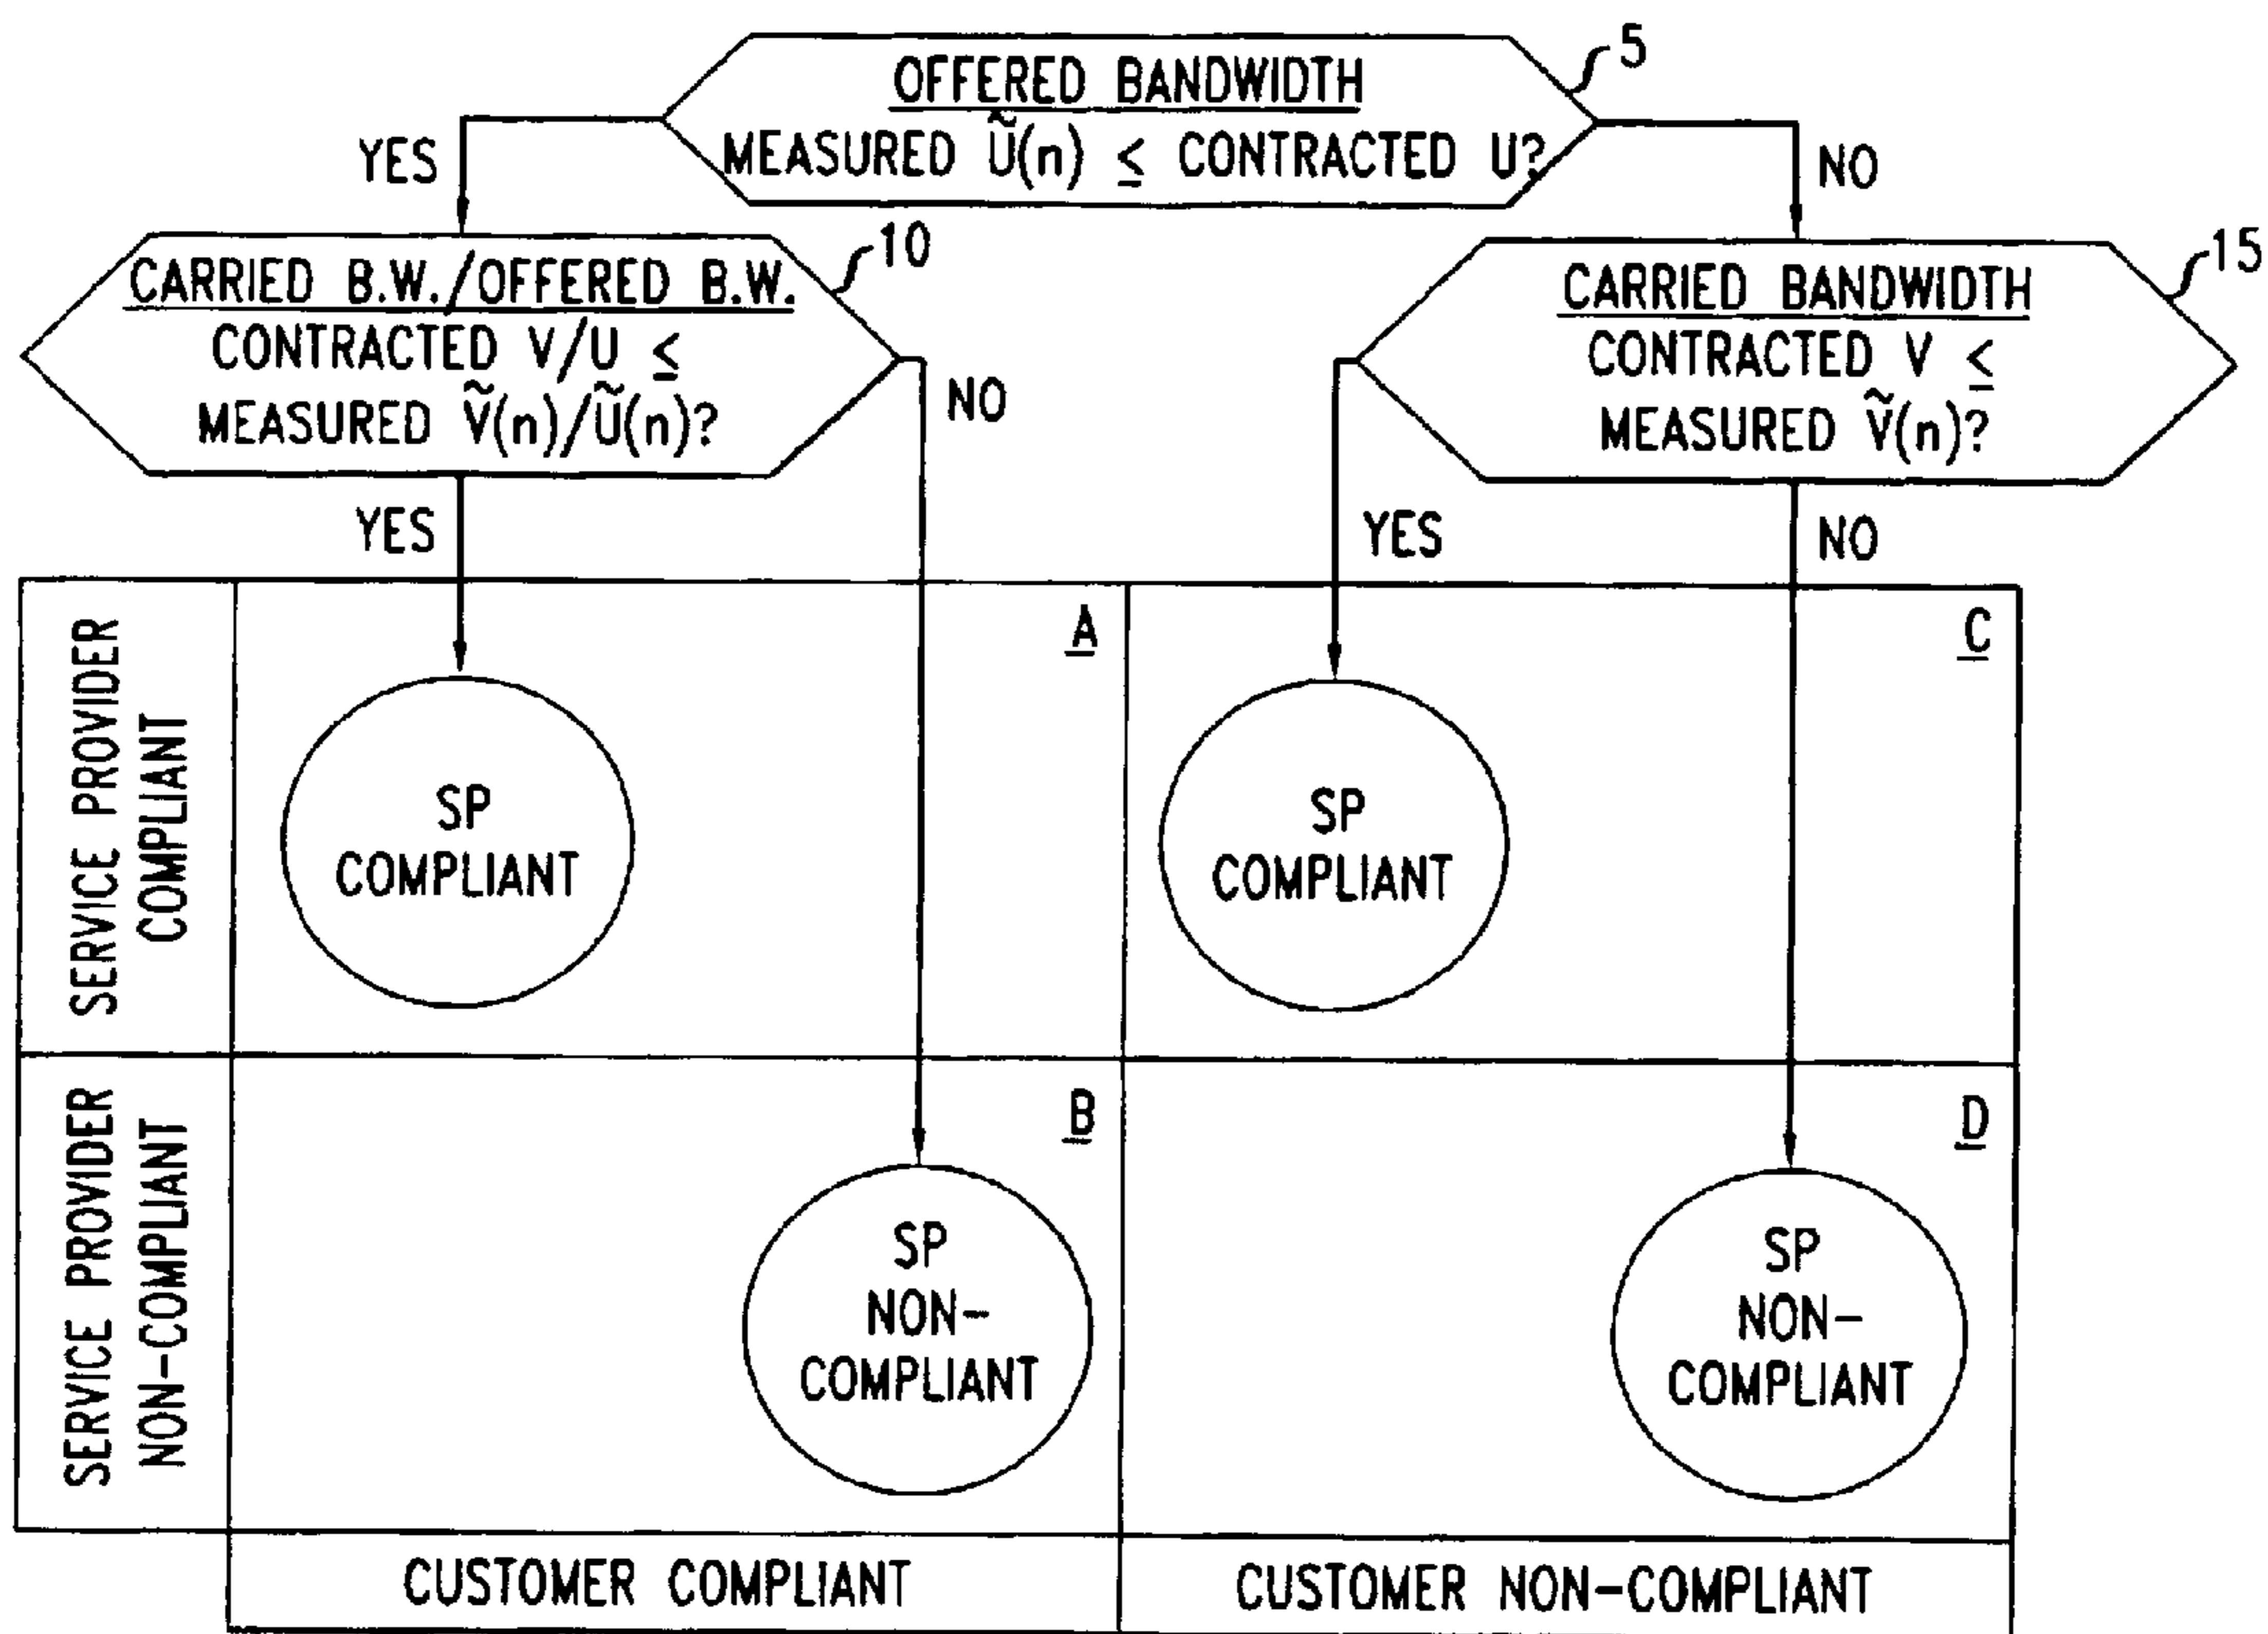 OFFERED BANDWIDTH
MEASURED Ũ(n) ≤ CONTRACTED U?
5
YES
NO
CARRIED B.W./OFFERED B.W.
CONTRACTED V/U ≤
MEASURED Ṽ(n)/Ũ(n)?
10
NO
YES
CARRIED BANDWIDTH
CONTRACTED V ≤
MEASURED Ṽ(n)?
15
YES
NO
SERVICE PROVIDER
COMPLIANT
A
SP
COMPLIANT
C
SP
COMPLIANT
SERVICE PROVIDER
NON-COMPLIANT
B
SP
NON-
COMPLIANT
D
SP
NON-
COMPLIANT
CUSTOMER COMPLIANT
CUSTOMER NON-COMPLIANT